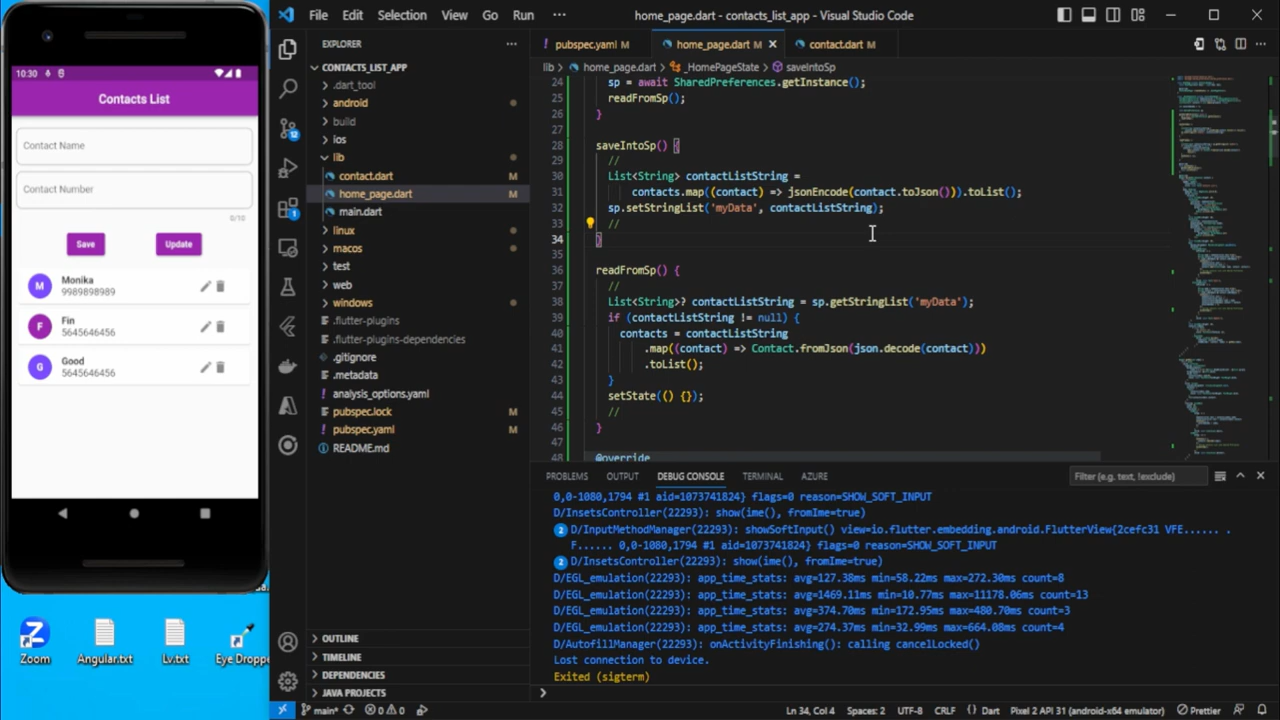 10:30
Contacts List
Contact Name
Contact Number
0/10
Save
Update
M
Monika
9989898989
F
Fin
5645646456
G
Good
5645646456
Zoom
Angular.txt
Lv.txt
Eye Droppe
File Edit Selection View Go Run ···
home_page.dart - contacts_list_app - Visual Studio Code
EXPLORER
CONTACTS_LIST_APP
.dart_tool
android
build
ios
lib
contact.dart M
home_page.dart M
main.dart
linux
macos
test
web
windows
.flutter-plugins
.flutter-plugins-dependencies
.gitignore
.metadata
analysis_options.yaml
pubspec.lock M
pubspec.yaml M
README.md
OUTLINE
TIMELINE
DEPENDENCIES
JAVA PROJECTS
12
1
pubspec.yaml M
home_page.dart M
contact.dart M
lib > home_page.dart > _HomePageState > saveIntoSp
24 sp = await SharedPreferences.getInstance();
25 readFromSp();
26 }
27
28 saveIntoSp() {
29 //
30 List<String> contactListString =
31 contacts.map((contact) => jsonEncode(contact.toJson())).toList();
32 sp.setStringList('myData', contactListString);
33 //
34 }
35
36 readFromSp() {
37 //
38 List<String>? contactListString = sp.getStringList('myData');
39 if (contactListString != null) {
40 contacts = contactListString
41 .map((contact) => Contact.fromJson(json.decode(contact)))
42 .toList();
43 }
44 setState(() {});
45 //
46 }
47
48 @override
PROBLEMS OUTPUT DEBUG CONSOLE TERMINAL AZURE
Filter (e.g. text, !exclude)
0,0-1080,1794 #1 aid=1073741824} flags=0 reason=SHOW_SOFT_INPUT
D/InsetsController(22293): show(ime(), fromIme=true)
2 D/InputMethodManager(22293): showSoftInput() view=io.flutter.embedding.android.FlutterView{2cefc31 VFE...... .
F...... 0,0-1080,1794 #1 aid=1073741824} flags=0 reason=SHOW_SOFT_INPUT
2 D/InsetsController(22293): show(ime(), fromIme=true)
D/EGL_emulation(22293): app_time_stats: avg=127.38ms min=58.22ms max=272.30ms count=8
D/EGL_emulation(22293): app_time_stats: avg=1469.11ms min=10.77ms max=11178.06ms count=13
D/EGL_emulation(22293): app_time_stats: avg=374.70ms min=172.95ms max=480.70ms count=3
D/EGL_emulation(22293): app_time_stats: avg=274.37ms min=32.99ms max=664.08ms count=4
D/AutofillManager(22293): onActivityFinishing(): calling cancelLocked()
Lost connection to device.
Exited (sigterm)
main* 0 0 Ln 34, Col 4 Spaces: 2 UTF-8 CRLF {} Dart Pixel 2 API 31 (android-x64 emulator) Prettier